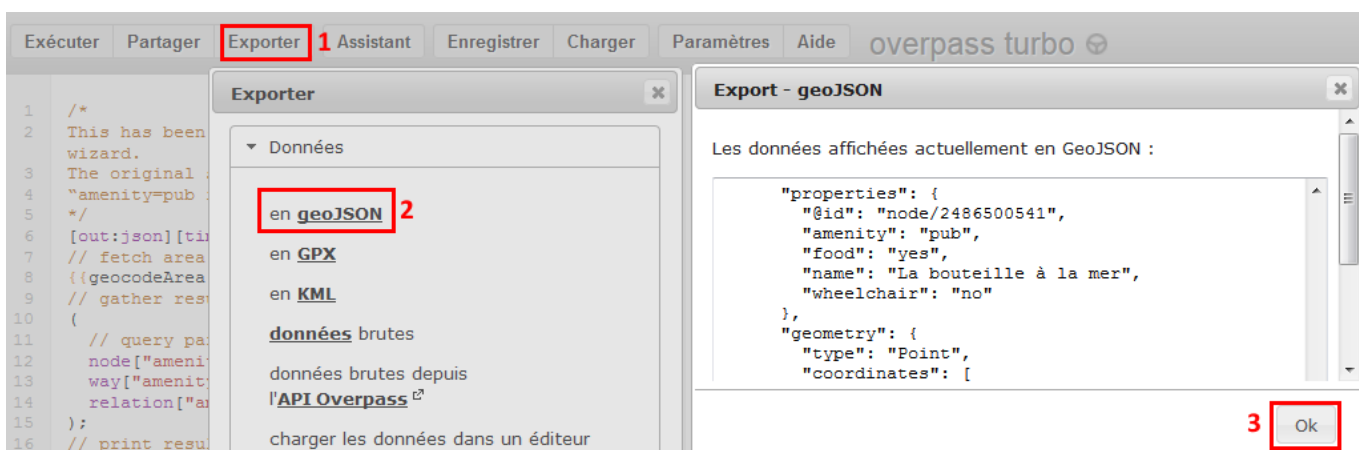 Exécuter Partager Exporter 1 Assistant Enregistrer Charger Paramètres Aide overpass turbo
1 /*
2 This has been
wizard.
3 The original
4 "amenity=pub
5 */
6 [out:json][ti
7 // fetch area
8 {{geocodeArea
9 // gather res
10 (
11 // query pa
12 node["ameni
13 way["amenit
14 relation["a
15 );
16 // print resu
Exporter
Données
en geoJSON 2
en GPX
en KML
données brutes
données brutes depuis
l'API Overpass
charger les données dans un éditeur
Export - geoJSON
Les données affichées actuellement en GeoJSON :
"properties": {
"@id": "node/2486500541",
"amenity": "pub",
"food": "yes",
"name": "La bouteille à la mer",
"wheelchair": "no"
},
"geometry": {
"type": "Point",
"coordinates": [
3 Ok